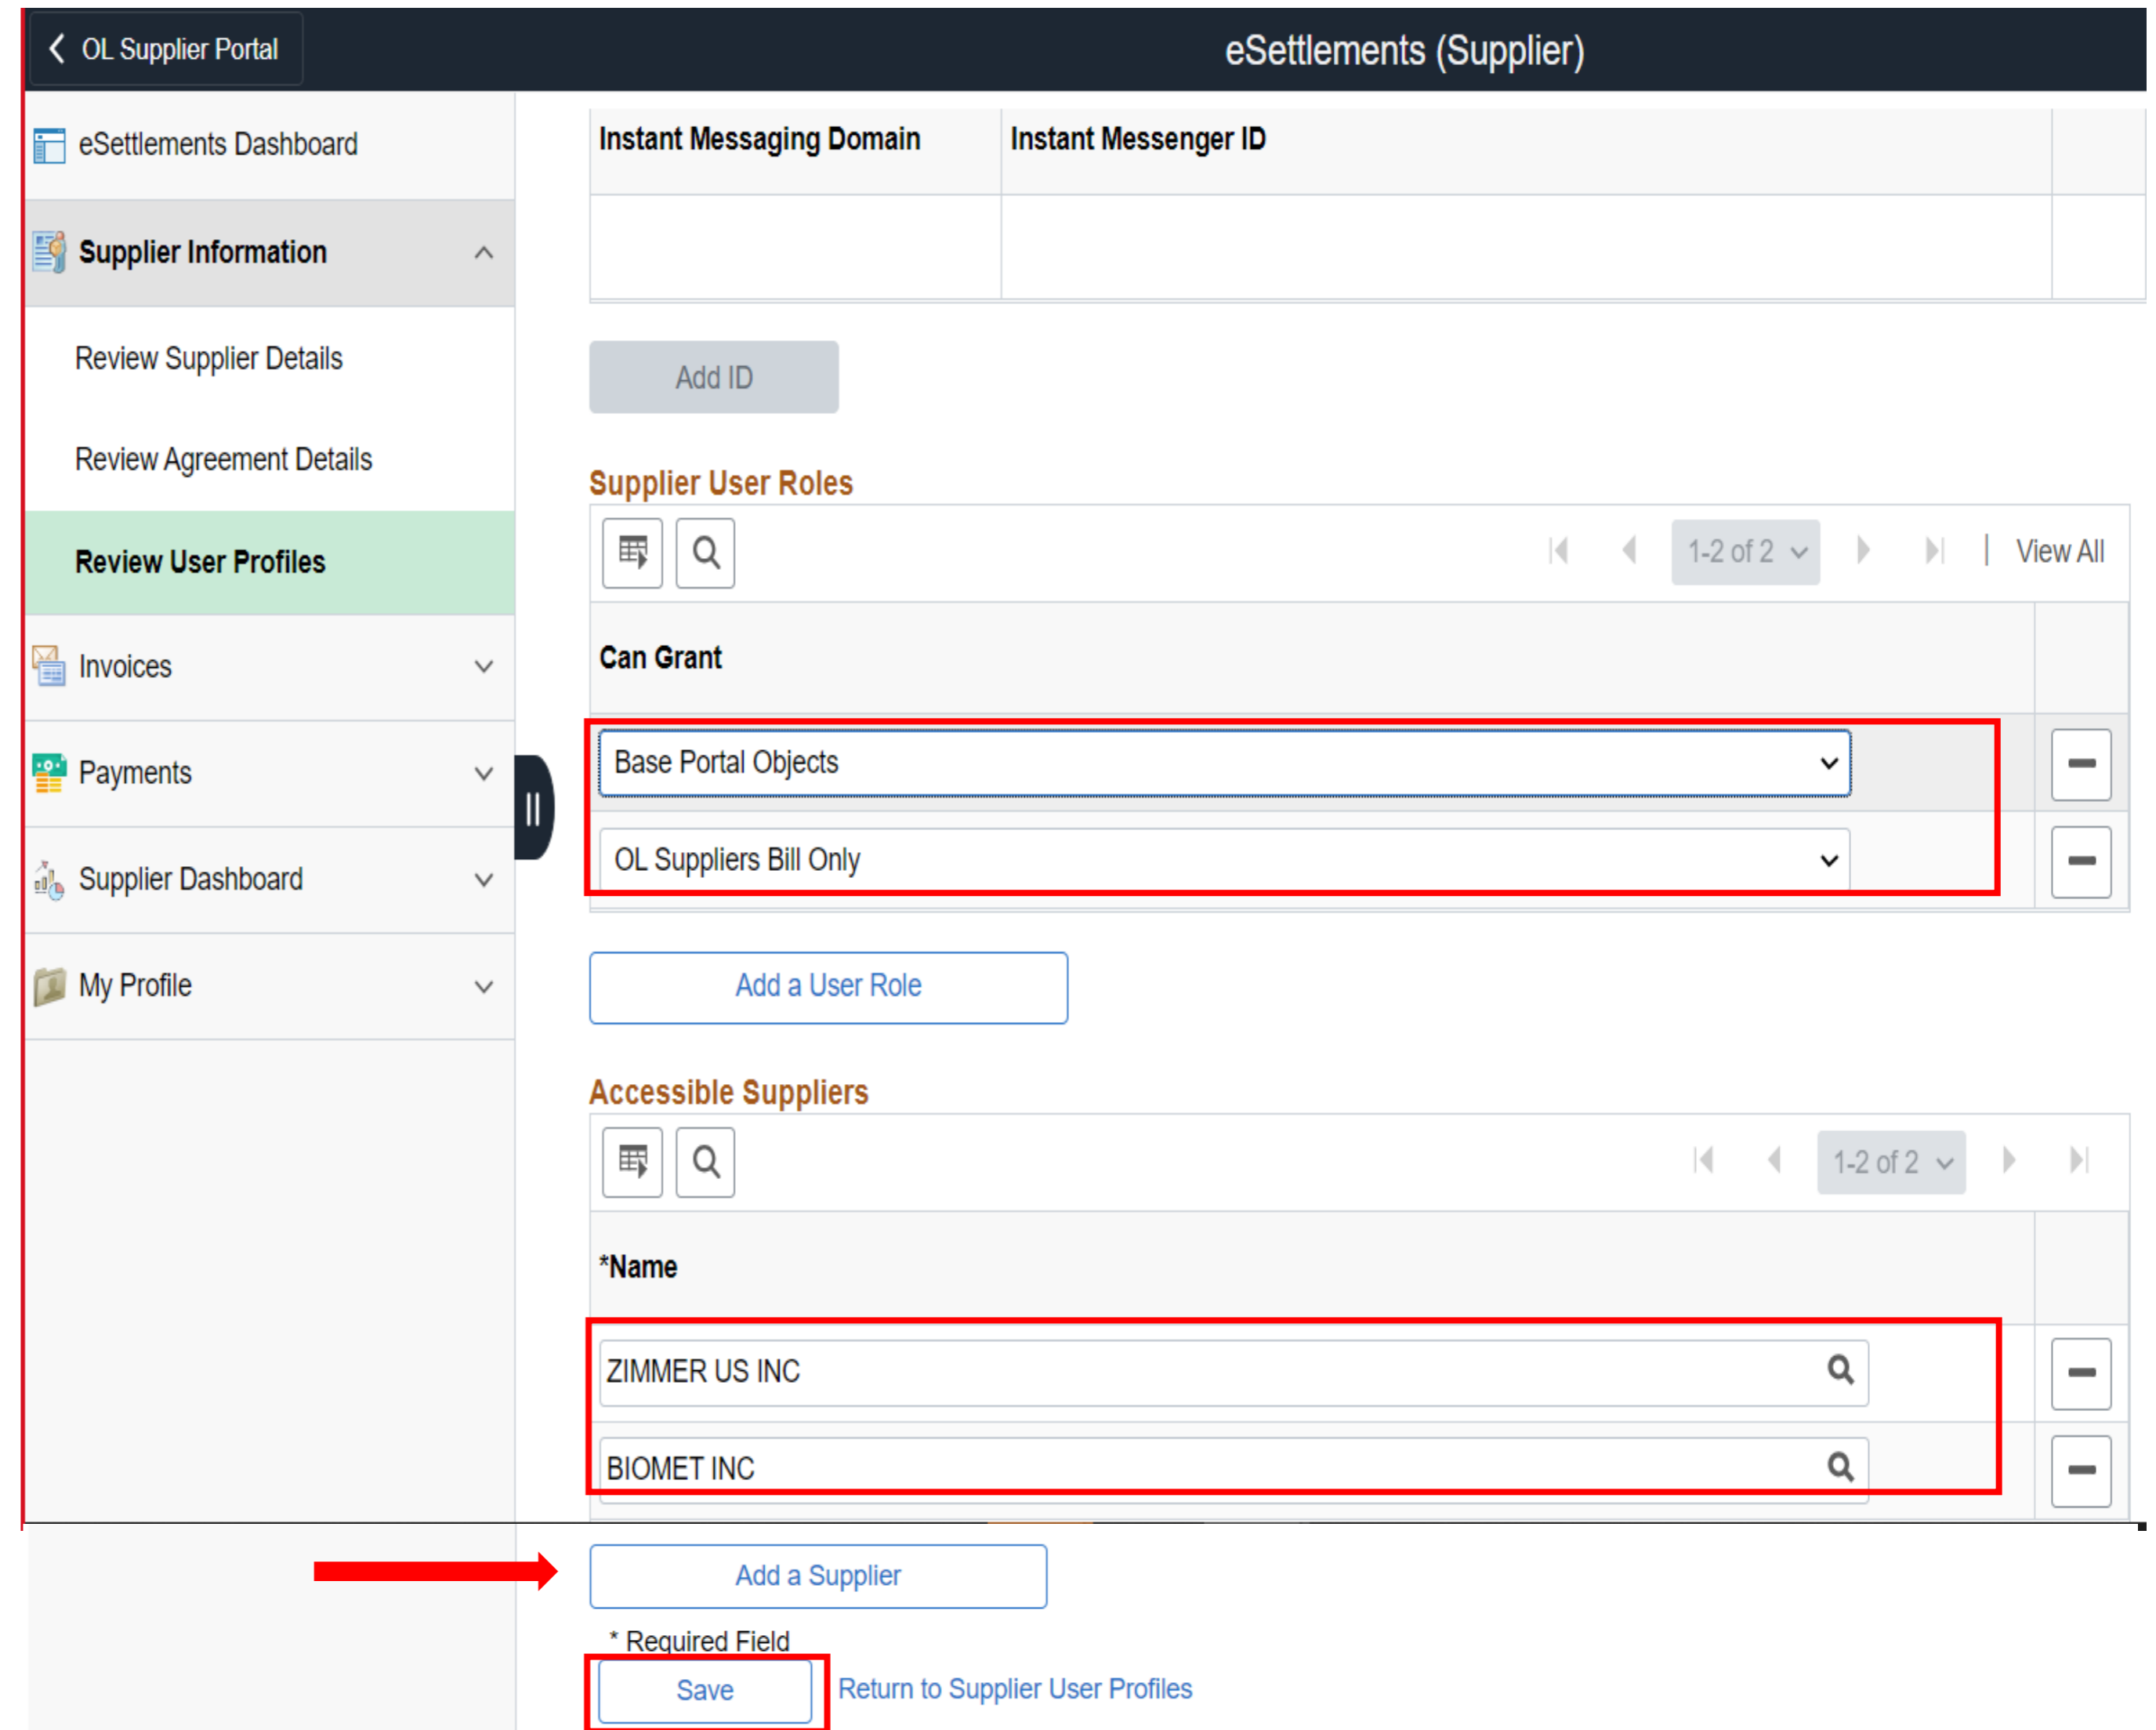 OL Supplier Portal
eSettlements (Supplier)
eSettlements Dashboard
Supplier Information
Review Supplier Details
Review Agreement Details
Review User Profiles
Invoices
Payments
Supplier Dashboard
My Profile
Instant Messaging Domain Instant Messenger ID
Add ID
Supplier User Roles
1-2 of 2 | View All
Can Grant
Base Portal Objects
OL Suppliers Bill Only
Add a User Role
Accessible Suppliers
1-2 of 2
*Name
ZIMMER US INC
BIOMET INC
Add a Supplier
* Required Field
Save Return to Supplier User Profiles